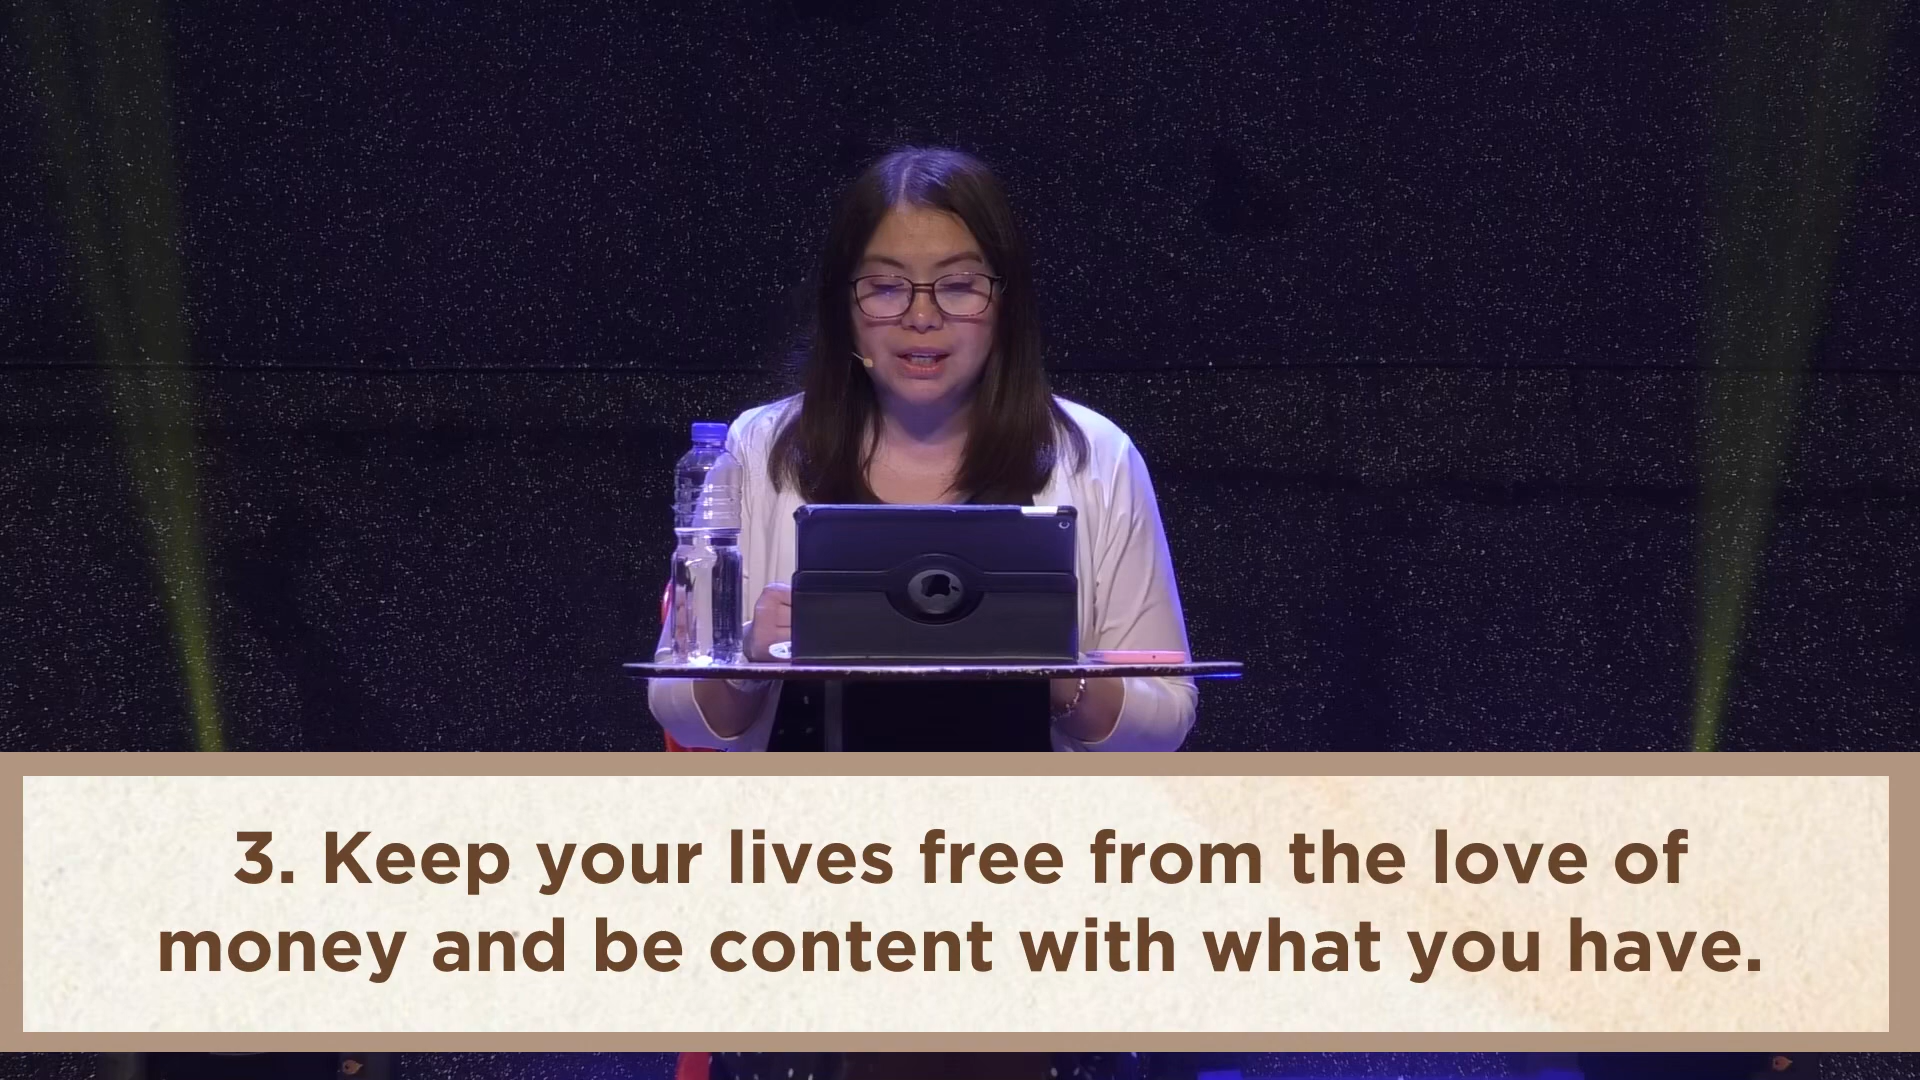 3. Keep your lives free from the love of
money and be content with what you have.